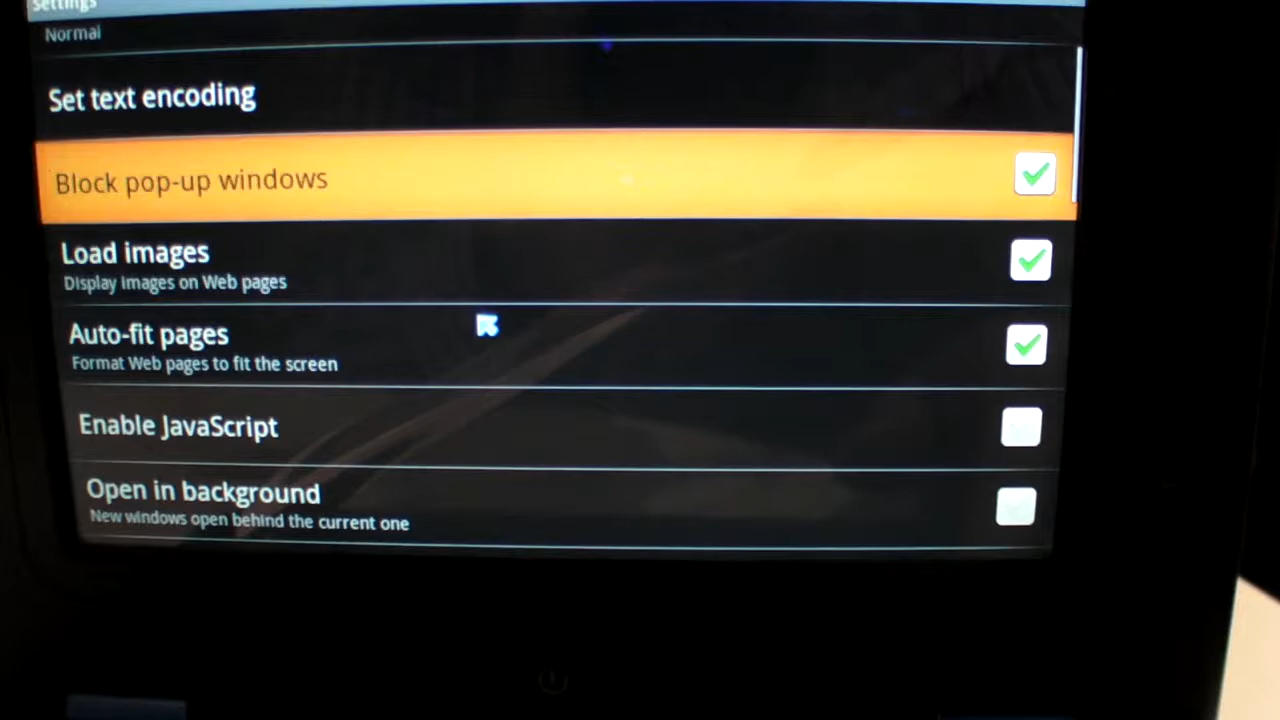 Settings
Normal
Set text encoding
Block pop-up windows
Load images
Display images on Web pages
Auto-fit pages
Format Web pages to fit the screen
Enable JavaScript
Open in background
New windows open behind the current one